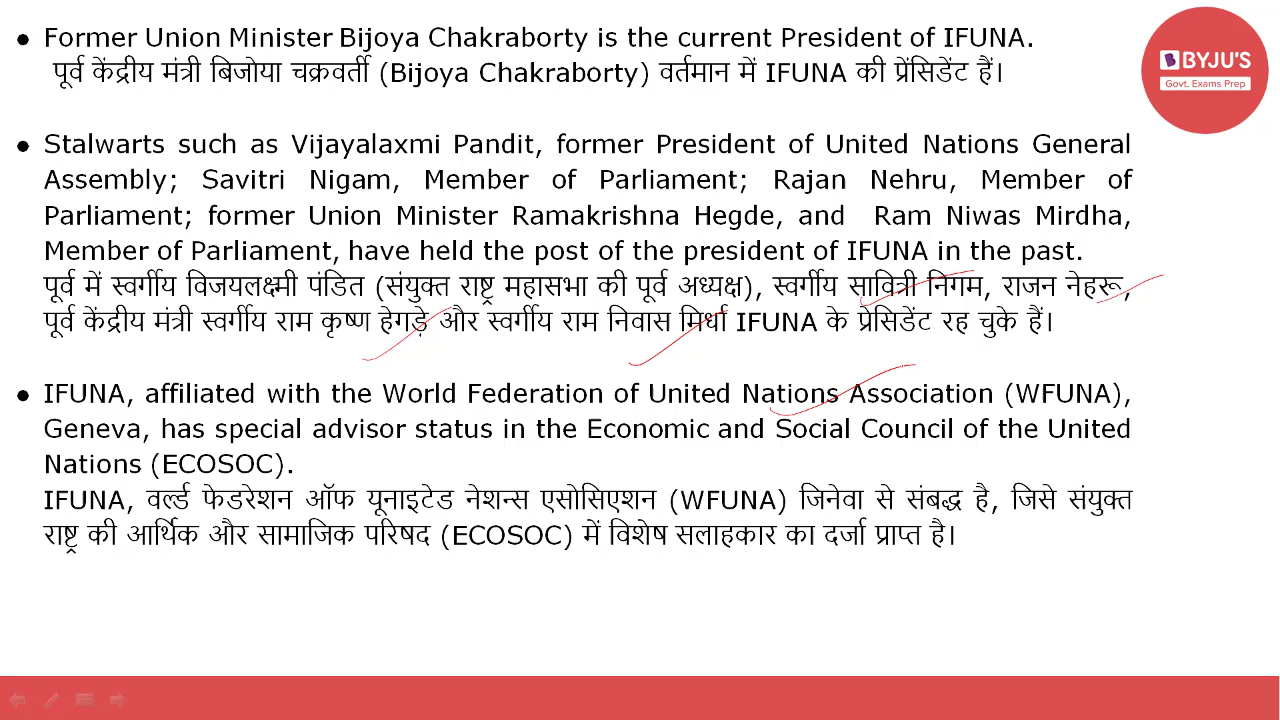 ● Former Union Minister Bijoya Chakraborty is the current President of IFUNA.
पूर्व केंद्रीय मंत्री बिजोया चक्रवर्ती (Bijoya Chakraborty) वर्तमान में IFUNA की प्रेंसिडेंट हैं।
● Stalwarts such as Vijayalaxmi Pandit, former President of United Nations General
Assembly; Savitri Nigam, Member of Parliament; Rajan Nehru, Member of
Parliament; former Union Minister Ramakrishna Hegde, and Ram Niwas Mirdha,
Member of Parliament, have held the post of the president of IFUNA in the past.
पूर्व में स्वर्गीय विजयलक्ष्मी पंडित (संयुक्त राष्ट्र महासभा की पूर्व अध्यक्ष), स्वर्गीय सावित्री निगम, राजन नेहरू,
पूर्व केंद्रीय मंत्री स्वर्गीय राम कृष्ण हेगड़े और स्वर्गीय राम निवास मिर्धा IFUNA के प्रेसिडेंट रह चुके हैं।
● IFUNA, affiliated with the World Federation of United Nations Association (WFUNA),
Geneva, has special advisor status in the Economic and Social Council of the United
Nations (ECOSOC).
IFUNA, वर्ल्ड फेडरेशन ऑफ यूनाइटेड नेशन्स एसोसिएशन (WFUNA) जिनेवा से संबद्ध है, जिसे संयुक्त
राष्ट्र की आर्थिक और सामाजिक परिषद (ECOSOC) में विशेष सलाहकार का दर्जा प्राप्त है।
BYJU'S
Govt. Exams Prep